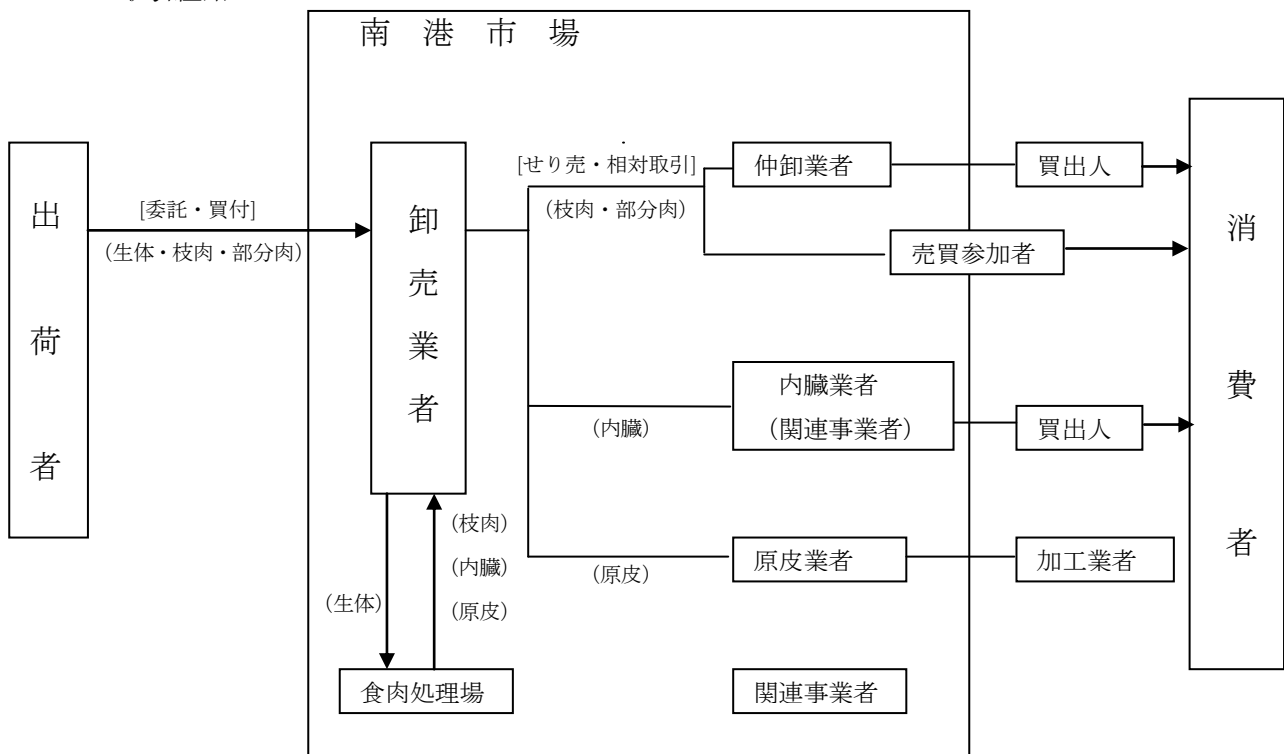 南港市場
出荷者
[委託・買付]
(生体・枝肉・部分肉)
卸売業者
[せり売・相対取引]
(枝肉・部分肉)
仲卸業者
買出人
売買参加者
消費者
(内臓)
内臓業者
(関連事業者)
買出人
(枝肉)
(内臓)
(原皮)
(生体)
(原皮)
原皮業者
加工業者
食肉処理場
関連事業者